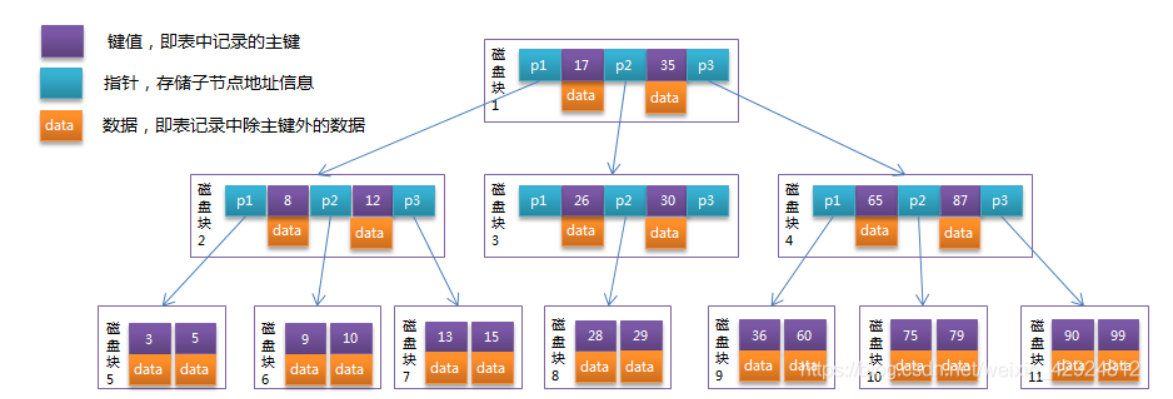 键值，即表中记录的主键
指针，存储子节点地址信息
data 数据，即表记录中除主键外的数据
磁盘块1 p1 17 p2 35 p3
data data
磁盘块2 p1 8 p2 12 p3
data data
磁盘块3 p1 26 p2 30 p3
data data
磁盘块4 p1 65 p2 87 p3
data data
磁盘块5 3 5
data data
磁盘块6 9 10
data data
磁盘块7 13 15
data data
磁盘块8 28 29
data data
磁盘块9 36 60
data data
磁盘块10 75 79
data data
磁盘块11 90 99
data data